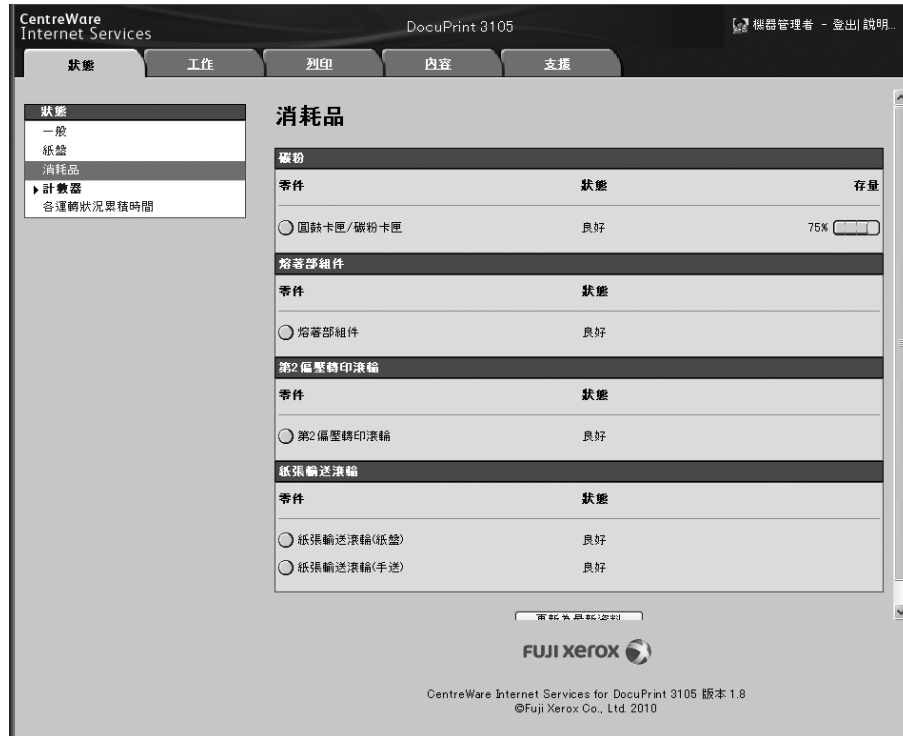 CentreWare
Internet Services
DocuPrint 3105
機器管理者 - 登出|說明...
狀態
工作
列印
內容
支援
狀態
一般
紙盤
消耗品
計數器
各運轉狀況累積時間
消耗品
碳粉
零件 狀態 存量
圓鼓卡匣/碳粉卡匣 良好 75%
熔著部組件
零件 狀態
熔著部組件 良好
第2偏壓轉印滾輪
零件 狀態
第2偏壓轉印滾輪 良好
紙張輸送滾輪
零件 狀態
紙張輸送滾輪(紙盤) 良好
紙張輸送滾輪(手送) 良好
更新為最新資料
FUJI xerox
CentreWare Internet Services for DocuPrint 3105 版本 1.8
©Fuji Xerox Co., Ltd. 2010